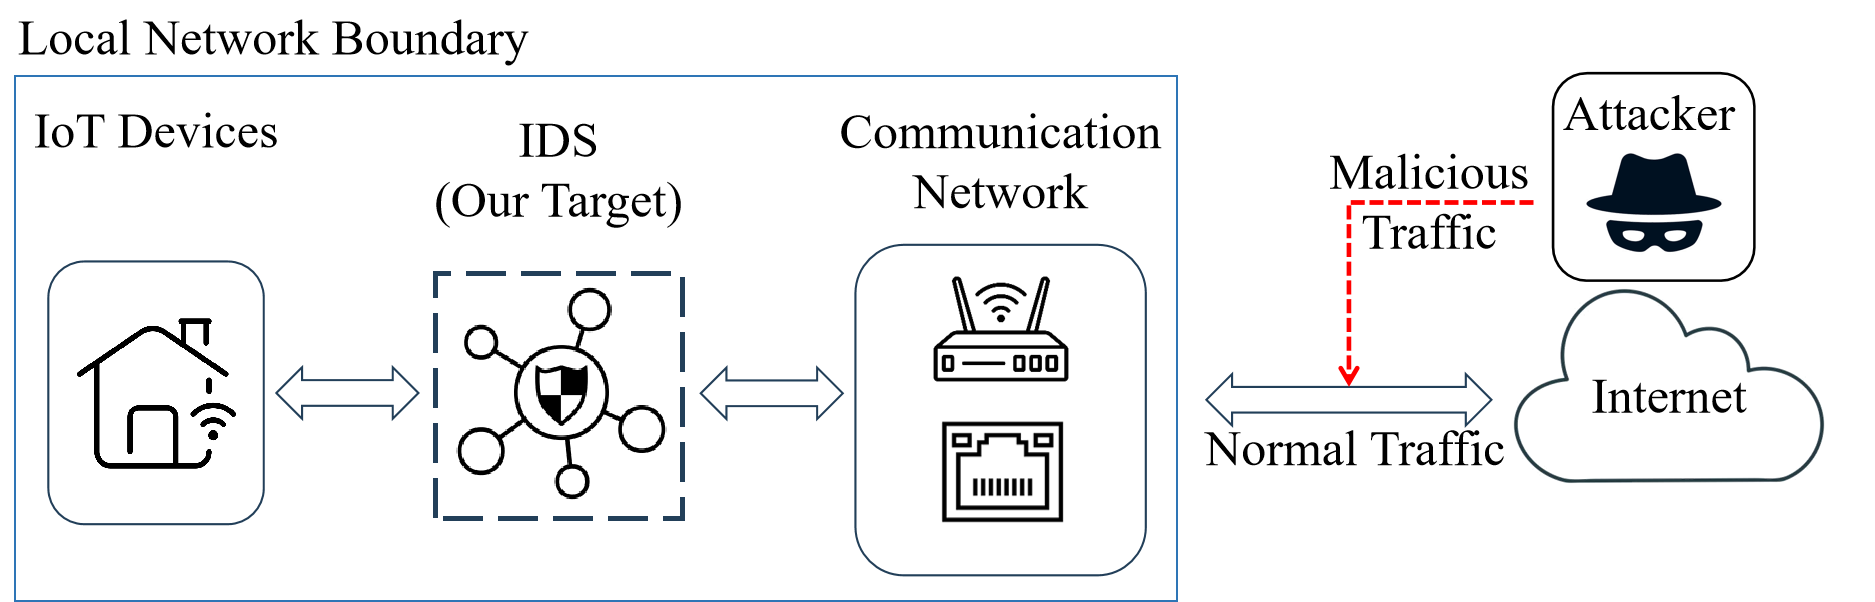 Local Network Boundary
IoT Devices
IDS
(Our Target)
Communication
Network
Malicious
Traffic
Attacker
Normal Traffic
Internet